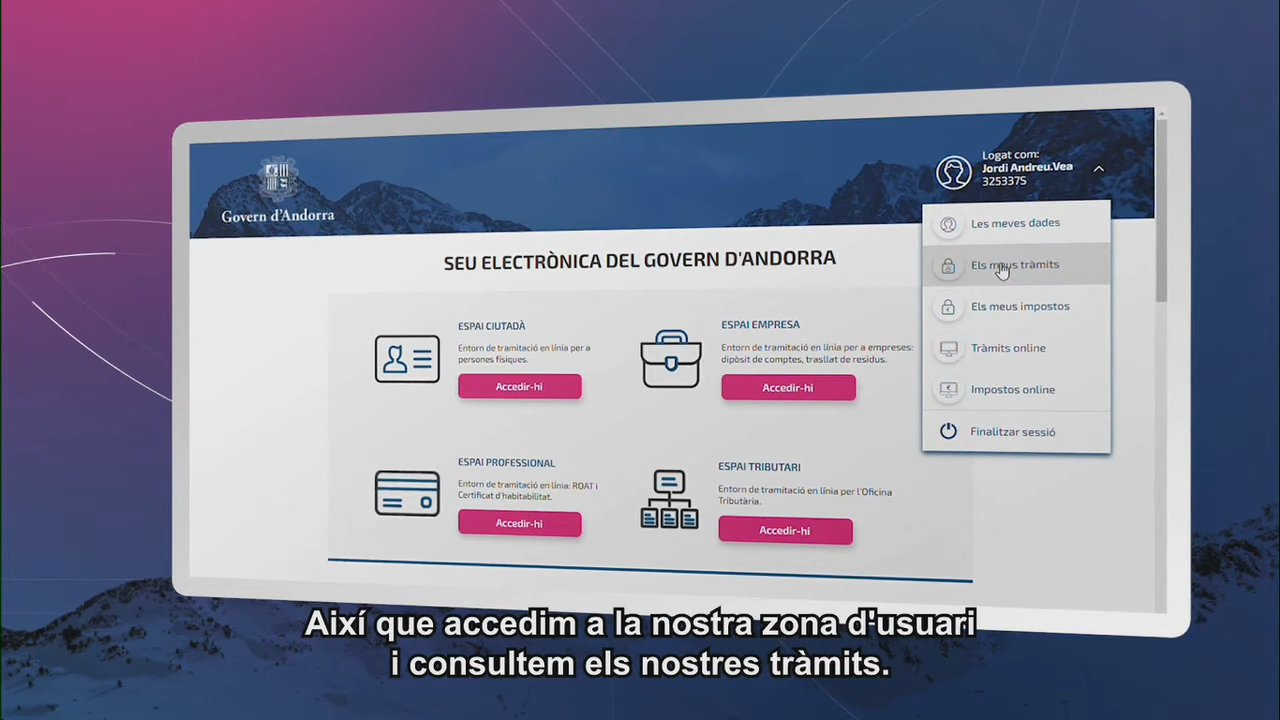 Govern d'Andorra
Logat com:
Jordi Andreu.Vea
325337S
Les meves dades
Els meus tràmits
Els meus impostos
Tràmits online
Impostos online
Finalitzar sessió
SEU ELECTRÒNICA DEL GOVERN D'ANDORRA
ESPAI CIUTADÀ
Entorn de tramitació en línia per a
persones físiques.
Accedir-hi
ESPAI EMPRESA
Entorn de tramitació en línia per a empreses:
dipòsit de comptes, trasllat de residus.
Accedir-hi
ESPAI PROFESSIONAL
Entorn de tramitació en línia: ROAT i
Certificat d'habitabilitat.
Accedir-hi
ESPAI TRIBUTARI
Entorn de tramitació en línia per l'Oficina
Tributària.
Accedir-hi
Així que accedim a la nostra zona d'usuari
i consultem els nostres tràmits.